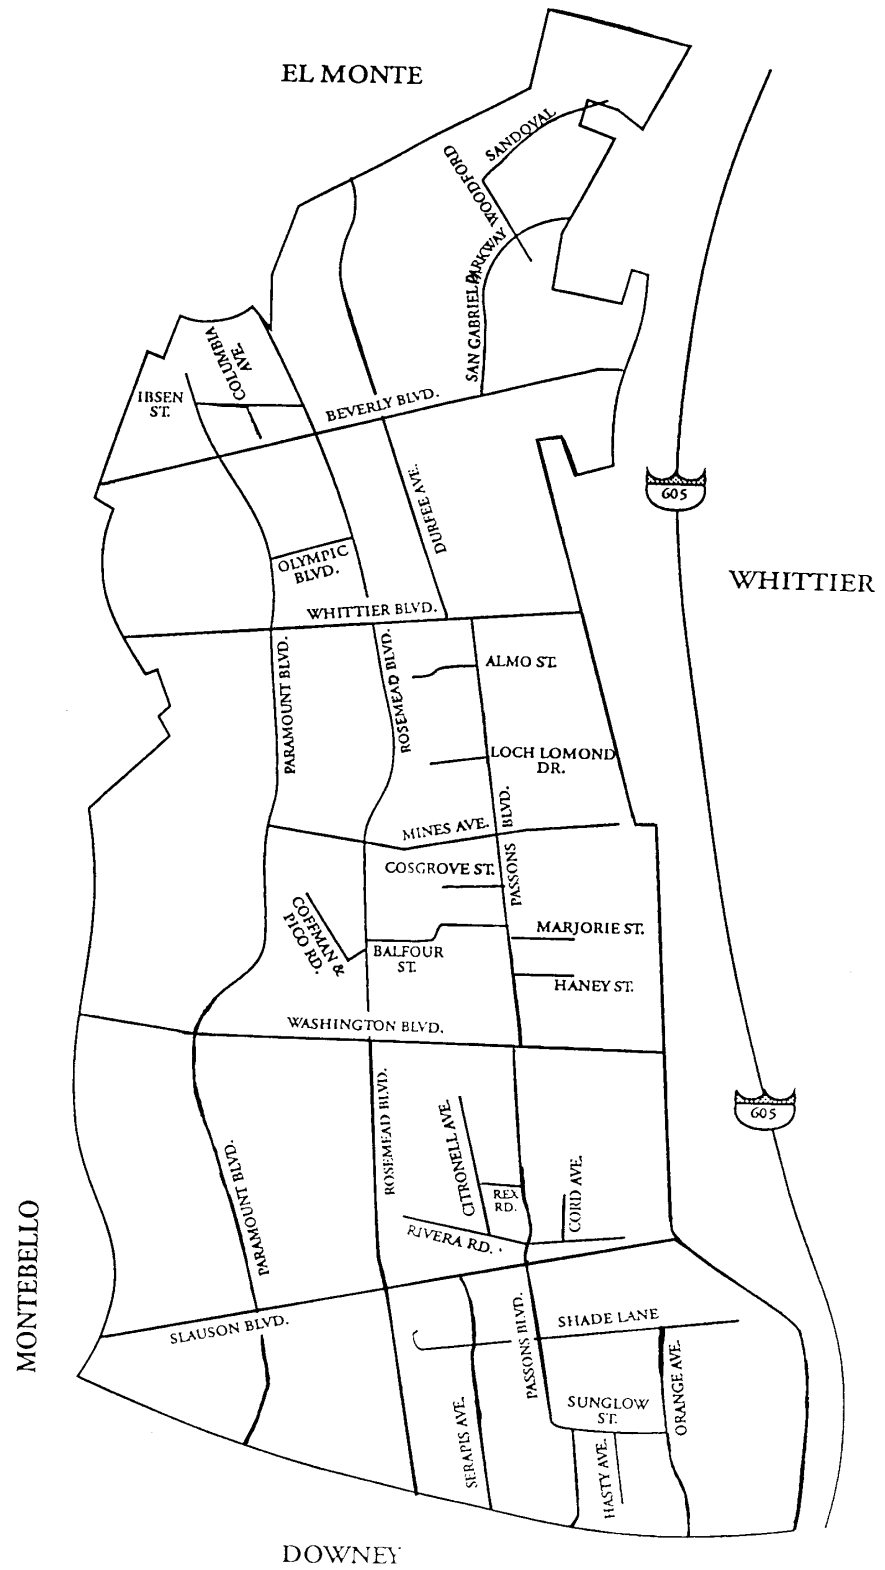 EL MONTE
SANDOVAL
WOODFORD
SAN GABRIEL PARKWAY
COLUMBIA
AVE.
IBSEN
ST.
BEVERLY BLVD.
DURFEE AVE.
605
OLYMPIC
BLVD.
WHITTIER
WHITTIER BLVD.
PARAMOUNT BLVD.
ROSEMEAD BLVD.
ALMO ST.
LOCH LOMOND
DR.
PASSONS BLVD.
MINES AVE.
COSGROVE ST.
COFFMAN &
PICO RD.
BALFOUR
ST.
MARJORIE ST.
HANEY ST.
WASHINGTON BLVD.
ROSEMEAD BLVD.
605
CITRONELL AVE.
REX
RD.
CORD AVE.
PARAMOUNT BLVD.
RIVERA RD.
MONTEBELLO
SLAUSON BLVD.
PASSONS BLVD.
SHADE LANE
ORANGE AVE.
SERAPIS AVE.
SUNGLOW
ST.
HASTY AVE.
DOWNEY